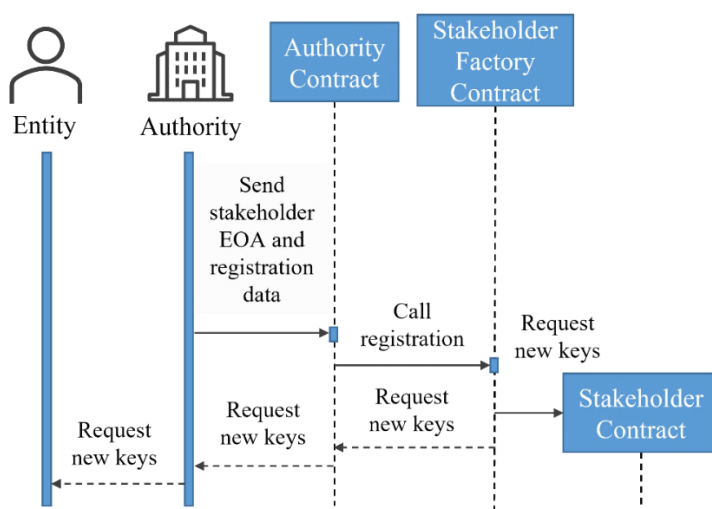 Authority
Contract
Stakeholder
Factory
Contract
Entity
Authority
Send
stakeholder
EOA and
registration
data
Call
registration
Request
new keys
Stakeholder
Contract
Request
new keys
Request
new keys
Request
new keys